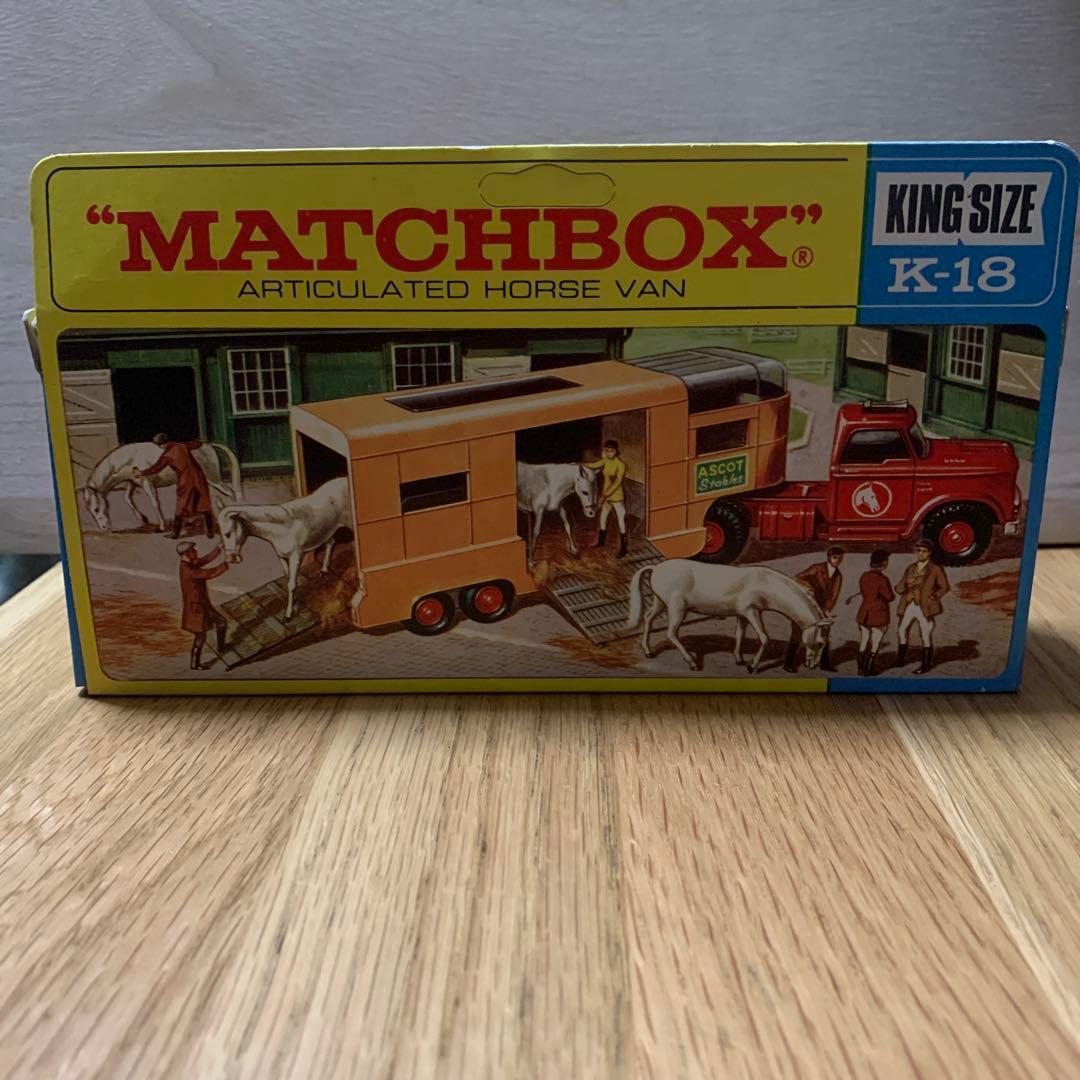 “MATCHBOX”®
ARTICULATED HORSE VAN
KING SIZE
K-18
ASCOT
Stables